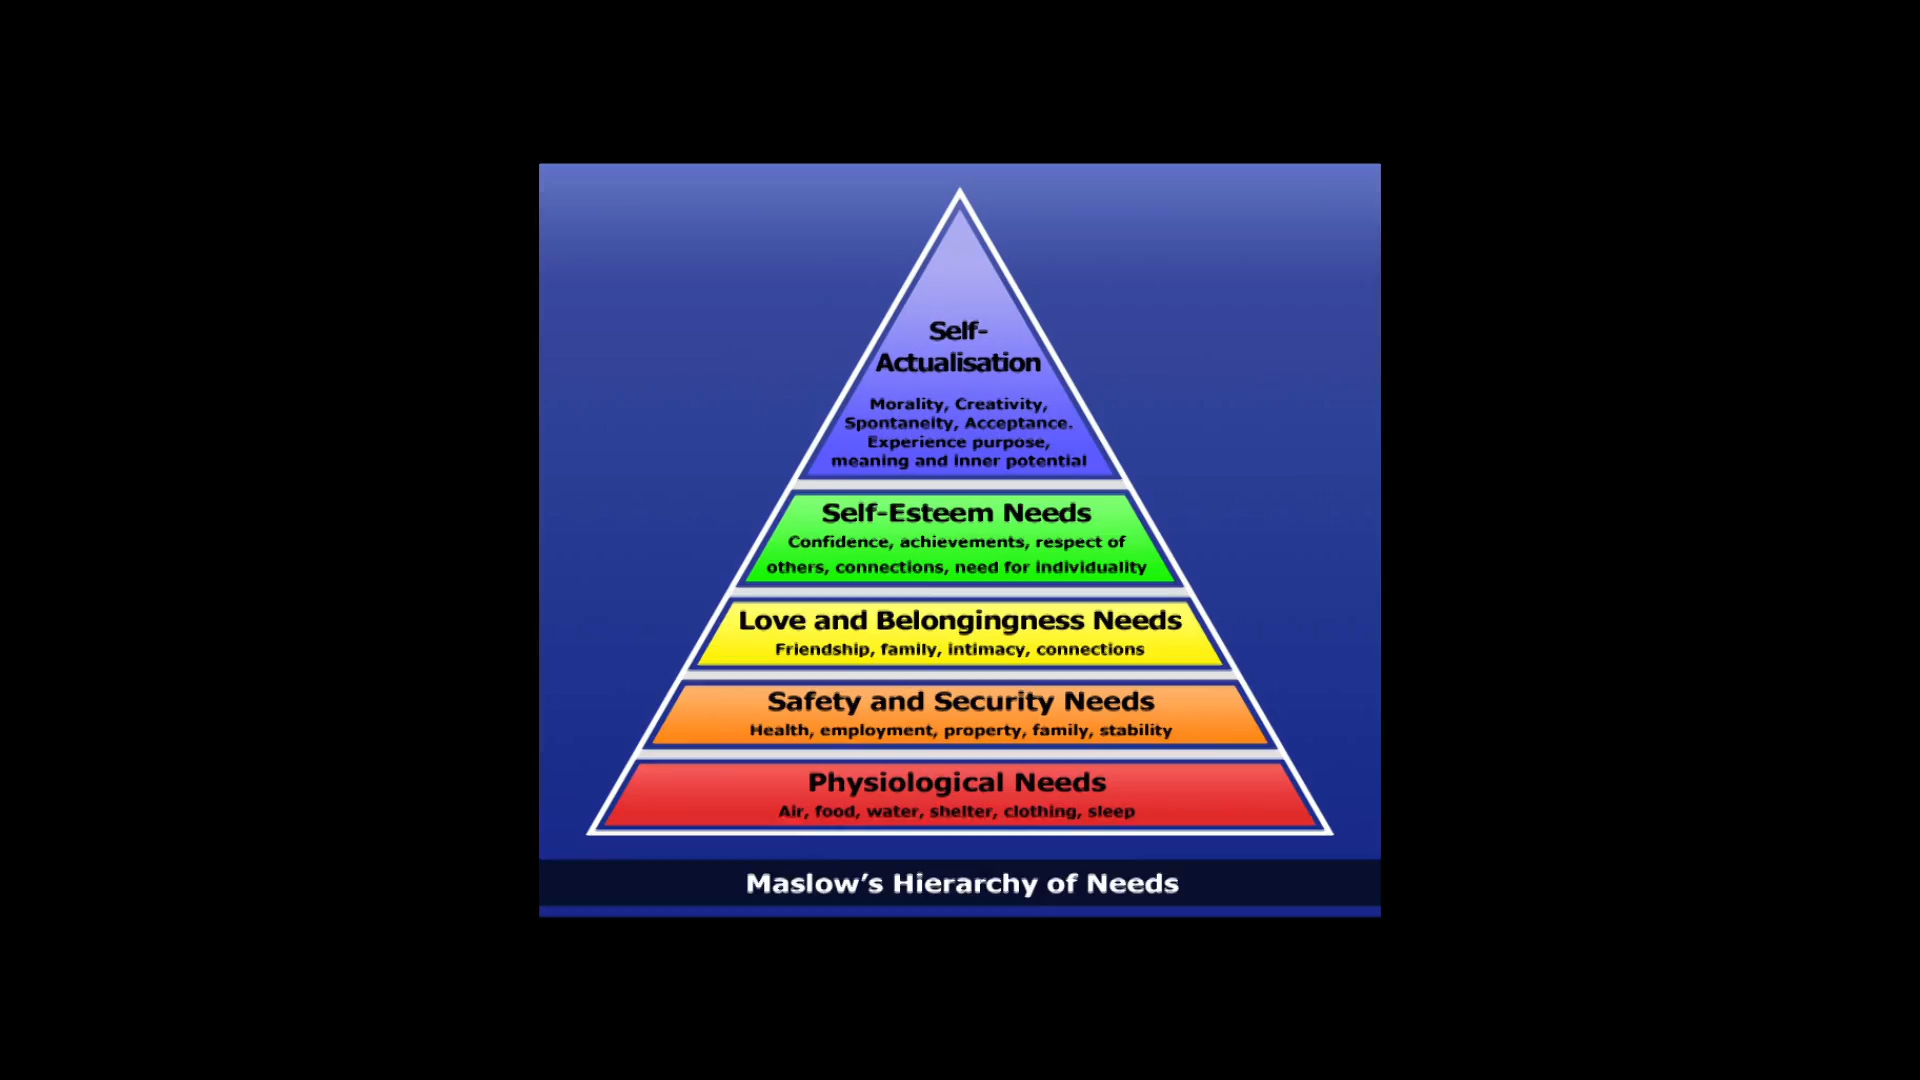 Self-
Actualisation
Morality, Creativity,
Spontaneity, Acceptance.
Experience purpose,
meaning and inner potential
Self-Esteem Needs
Confidence, achievements, respect of
others, connections, need for individuality
Love and Belongingness Needs
Friendship, family, intimacy, connections
Safety and Security Needs
Health, employment, property, family, stability
Physiological Needs
Air, food, water, shelter, clothing, sleep
Maslow’s Hierarchy of Needs